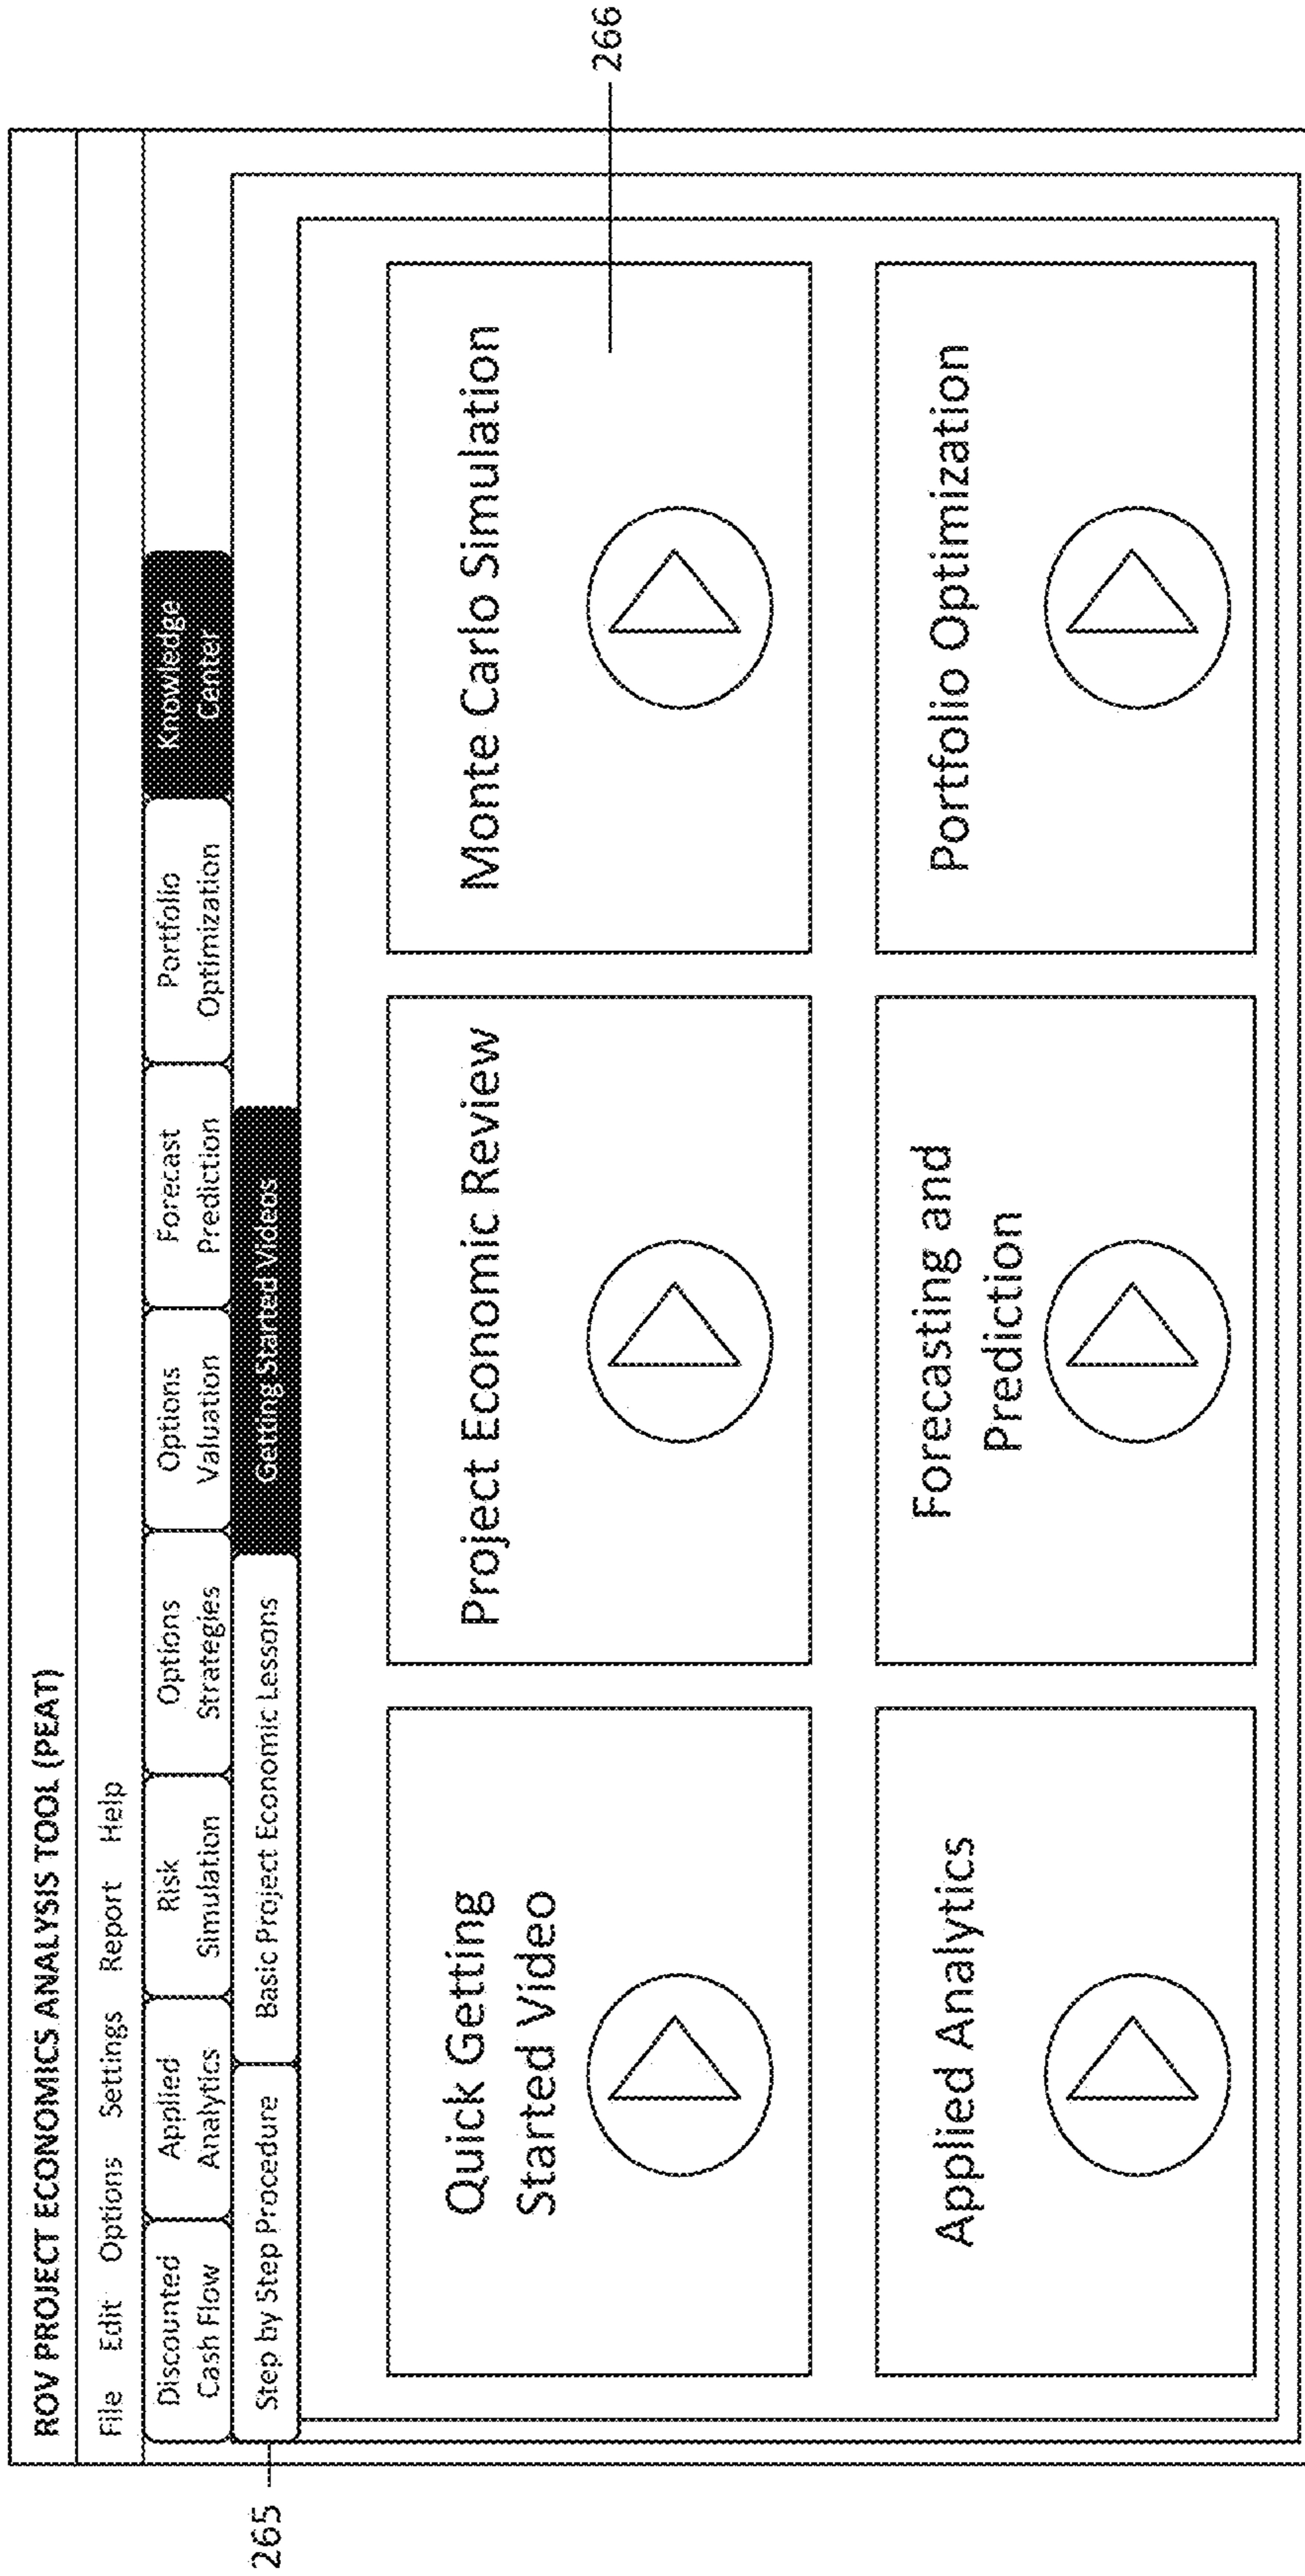 ROV PROJECT ECONOMICS ANALYSIS TOOL (PEAT)
File Edit Options Settings Report Help
Discounted
Cash Flow
Applied
Analytics
Risk
Simulation
Options
Strategies
Options
Valuation
Forecast
Prediction
Portfolio
Optimization
Knowledge
Center
265
Step by Step Procedure
Basic Project Economic Lessons
Getting Started Videos
Quick Getting
Started Video
Project Economic Review
Monte Carlo Simulation
266
Applied Analytics
Forecasting and
Prediction
Portfolio Optimization